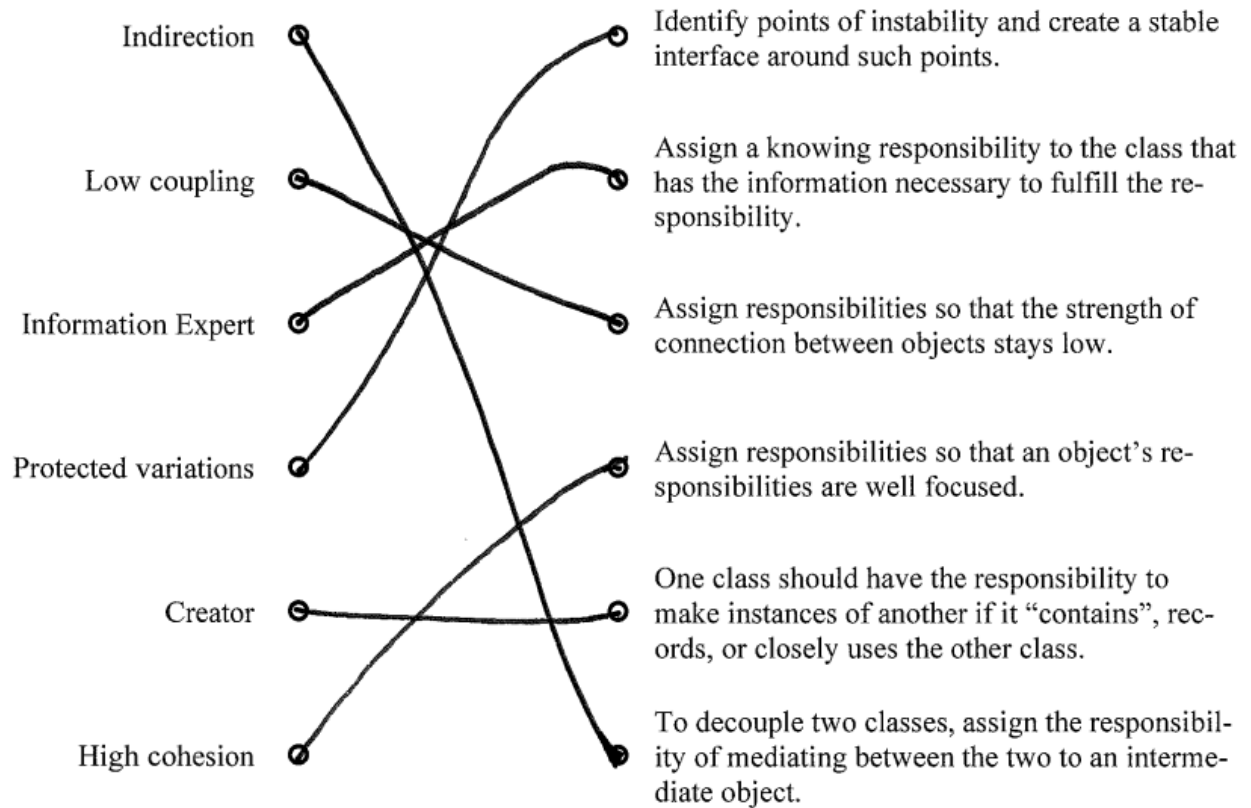 Indirection
Identify points of instability and create a stable
interface around such points.
Low coupling
Assign a knowing responsibility to the class that
has the information necessary to fulfill the re-
sponsibility.
Information Expert
Assign responsibilities so that the strength of
connection between objects stays low.
Protected variations
Assign responsibilities so that an object’s re-
sponsibilities are well focused.
Creator
One class should have the responsibility to
make instances of another if it “contains”, rec-
ords, or closely uses the other class.
High cohesion
To decouple two classes, assign the responsibil-
ity of mediating between the two to an interme-
diate object.